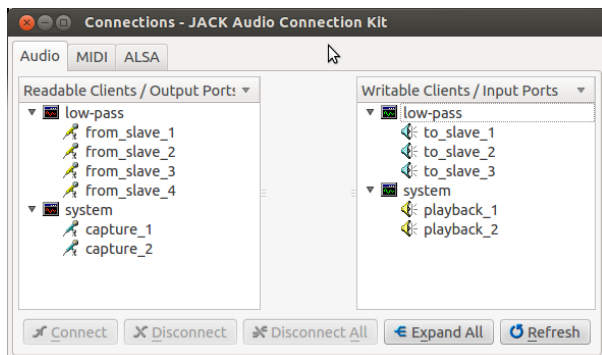 Connections - JACK Audio Connection Kit
Audio MIDI ALSA
Readable Clients / Output Ports
low-pass
from_slave_1
from_slave_2
from_slave_3
from_slave_4
system
capture_1
capture_2
Writable Clients / Input Ports
low-pass
to_slave_1
to_slave_2
to_slave_3
system
playback_1
playback_2
Connect Disconnect Disconnect All Expand All Refresh